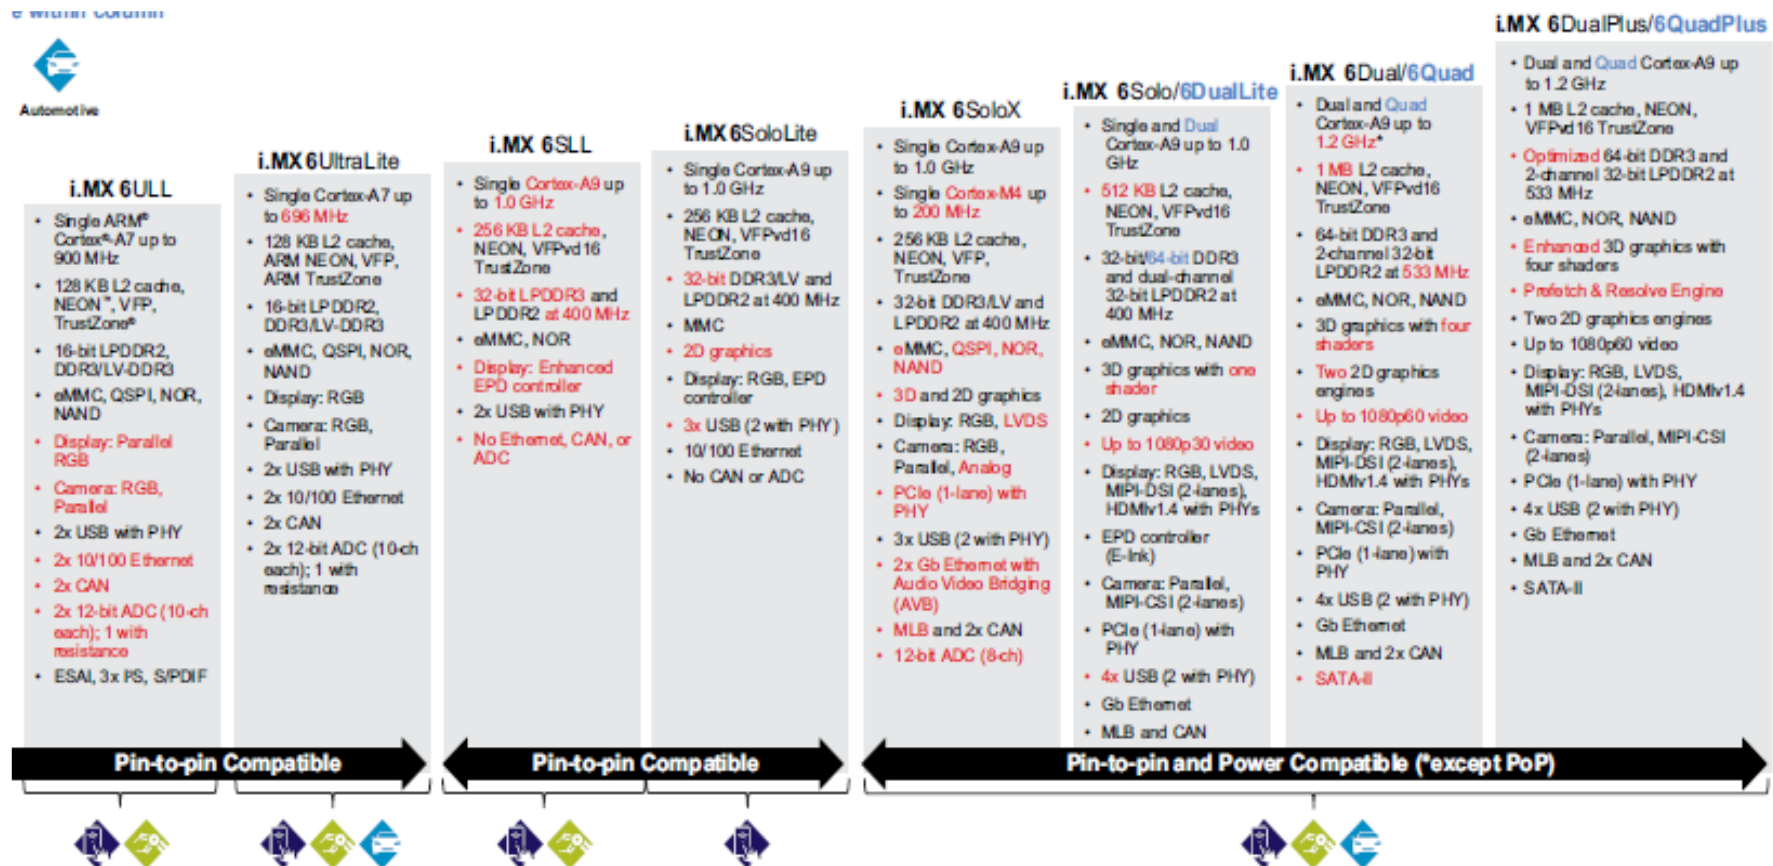 e within column
Automotive
i.MX 6ULL
• Single ARM®
Cortex®-A7 up to
900 MHz
• 128 KB L2 cache,
NEON™, VFP,
TrustZone®
• 16-bit LPDDR2,
DDR3/LV-DDR3
• eMMC, QSPI, NOR,
NAND
• Display: Parallel
RGB
• Camera: RGB,
Parallel
• 2x USB with PHY
• 2x 10/100 Ethernet
• 2x CAN
• 2x 12-bit ADC (10-ch
each); 1 with
resistance
• ESAI, 3x I²S, S/PDIF
i.MX 6UltraLite
• Single Cortex-A7 up
to 696 MHz
• 128 KB L2 cache,
ARM NEON, VFP,
ARM TrustZone
• 16-bit LPDDR2,
DDR3/LV-DDR3
• eMMC, QSPI, NOR,
NAND
• Display: RGB
• Camera: RGB,
Parallel
• 2x USB with PHY
• 2x 10/100 Ethernet
• 2x CAN
• 2x 12-bit ADC (10-ch
each); 1 with
resistance
i.MX 6SLL
• Single Cortex-A9 up
to 1.0 GHz
• 256 KB L2 cache,
NEON, VFPvd16
TrustZone
• 32-bit LPDDR3 and
LPDDR2 at 400 MHz
• eMMC, NOR
• Display: Enhanced
EPD controller
• 2x USB with PHY
• No Ethernet, CAN, or
ADC
i.MX 6SoloLite
• Single Cortex-A9 up
to 1.0 GHz
• 256 KB L2 cache,
NEON, VFPvd16
TrustZone
• 32-bit DDR3/LV and
LPDDR2 at 400 MHz
• MMC
• 2D graphics
• Display: RGB, EPD
controller
• 3x USB (2 with PHY)
• 10/100 Ethernet
• No CAN or ADC
i.MX 6SoloX
• Single Cortex-A9 up
to 1.0 GHz
• Single Cortex-M4 up
to 200 MHz
• 256 KB L2 cache,
NEON, VFP,
TrustZone
• 32-bit DDR3/LV and
LPDDR2 at 400 MHz
• eMMC, QSPI, NOR,
NAND
• 3D and 2D graphics
• Display: RGB, LVDS
• Camera: RGB,
Parallel, Analog
• PCIe (1-lane) with
PHY
• 3x USB (2 with PHY)
• 2x Gb Ethernet with
Audio Video Bridging
(AVB)
• MLB and 2x CAN
• 12-bit ADC (8-ch)
i.MX 6Solo/6DualLite
• Single and Dual
Cortex-A9 up to 1.0
GHz
• 512 KB L2 cache,
NEON, VFPvd16
TrustZone
• 32-bit/64-bit DDR3
and dual-channel
32-bit LPDDR2 at
400 MHz
• eMMC, NOR, NAND
• 3D graphics with one
shader
• 2D graphics
• Up to 1080p30 video
• Display: RGB, LVDS,
MIPI-DSI (2-lanes),
HDMIv1.4 with PHYs
• EPD controller
(E-Ink)
• Camera: Parallel,
MIPI-CSI (2-lanes)
• PCIe (1-lane) with
PHY
• 4x USB (2 with PHY)
• Gb Ethernet
• MLB and CAN
i.MX 6Dual/6Quad
• Dual and Quad
Cortex-A9 up to
1.2 GHz*
• 1 MB L2 cache,
NEON, VFPvd16
TrustZone
• 64-bit DDR3 and
2-channel 32-bit
LPDDR2 at 533 MHz
• eMMC, NOR, NAND
• 3D graphics with four
shaders
• Two 2D graphics
engines
• Up to 1080p60 video
• Display: RGB, LVDS,
MIPI-DSI (2-lanes),
HDMIv1.4 with PHYs
• Camera: Parallel,
MIPI-CSI (2-lanes)
• PCIe (1-lane) with
PHY
• 4x USB (2 with PHY)
• Gb Ethernet
• MLB and 2x CAN
• SATA-II
i.MX 6DualPlus/6QuadPlus
• Dual and Quad Cortex-A9 up
to 1.2 GHz
• 1 MB L2 cache, NEON,
VFPvd16 TrustZone
• Optimized 64-bit DDR3 and
2-channel 32-bit LPDDR2 at
533 MHz
• eMMC, NOR, NAND
• Enhanced 3D graphics with
four shaders
• Prefetch & Resolve Engine
• Two 2D graphics engines
• Up to 1080p60 video
• Display: RGB, LVDS,
MIPI-DSI (2-lanes), HDMIv1.4
with PHYs
• Camera: Parallel, MIPI-CSI
(2-lanes)
• PCIe (1-lane) with PHY
• 4x USB (2 with PHY)
• Gb Ethernet
• MLB and 2x CAN
• SATA-II
Pin-to-pin Compatible
Pin-to-pin Compatible
Pin-to-pin and Power Compatible (*except PoP)